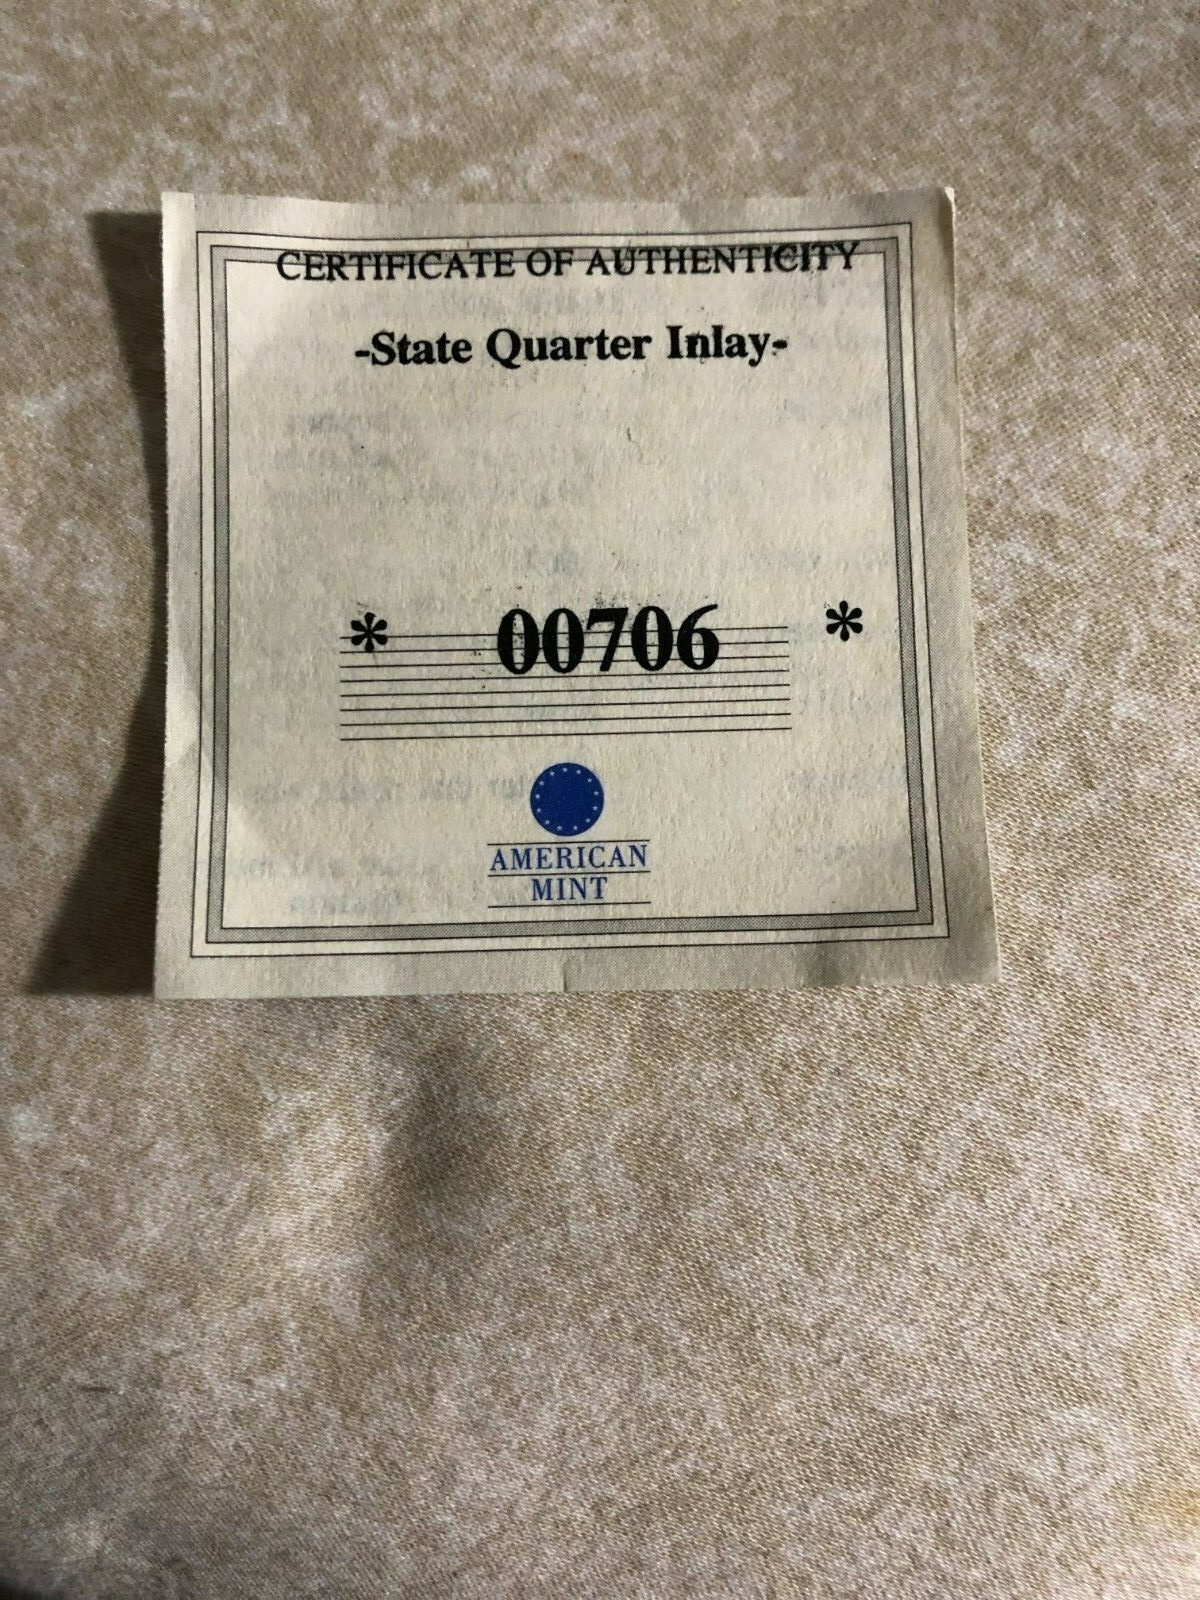 CERTIFICATE OF AUTHENTICITY
-State Quarter Inlay-
* 00706 *
AMERICAN
MINT